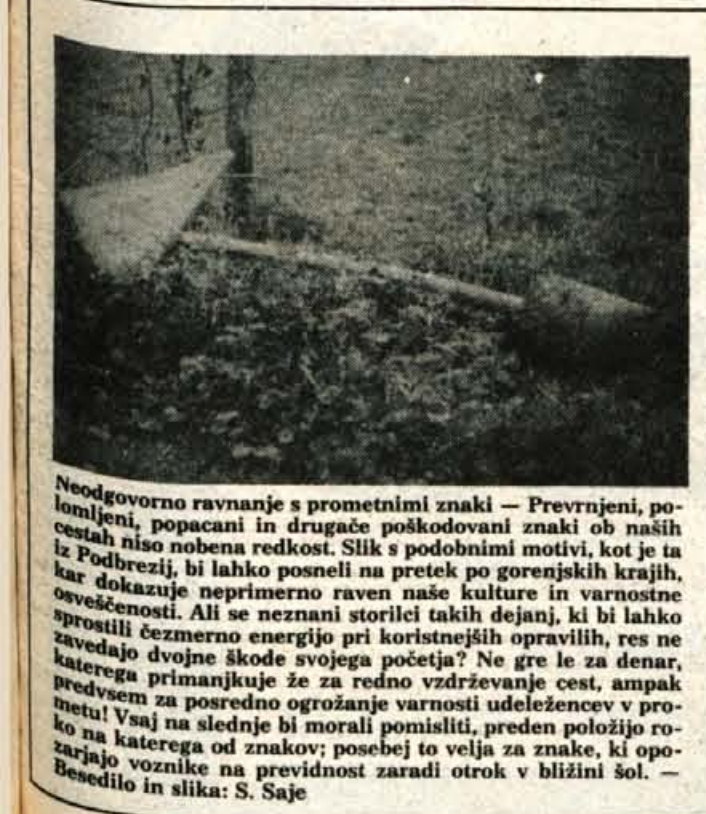 Neodgovorno ravnanje s prometnimi znaki — Prevrnjeni, po-
lomljeni, popacani in drugače poškodovani znaki ob naših
cestah niso nobena redkost. Slik s podobnimi motivi, kot je ta
iz Podbrezij, bi lahko posneli na pretek po gorenjskih krajih,
kar dokazuje neprimerno raven naše kulture in varnostne
osveščenosti. Ali se neznani storilci takih dejanj, ki bi lahko
sprostili čezmerno energijo pri koristnejših opravilih, res ne
zavedajo dvojne škode svojega početja? Ne gre le za denar,
katerega primanjkuje že za redno vzdrževanje cest, ampak
predvsem za posredno ogrožanje varnosti udeležencev v pro-
metu! Vsaj na slednje bi morali pomisliti, preden položijo ro-
ko na katerega od znakov; posebej to velja za znake, ki opo-
zarjajo voznike na previdnost zaradi otrok v bližini šol. —
Besedilo in slika: S. Saje